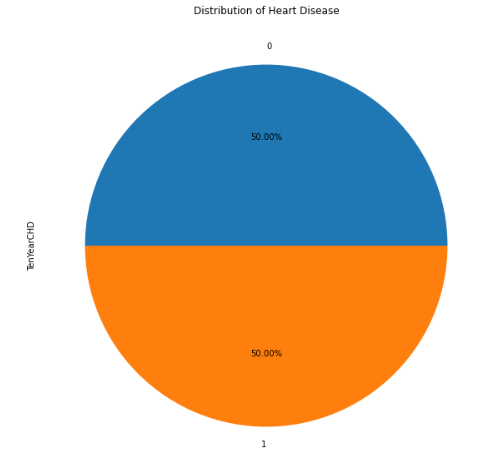 Distribution of Heart Disease
0
50.00%
TenYearCHD
50.00%
1